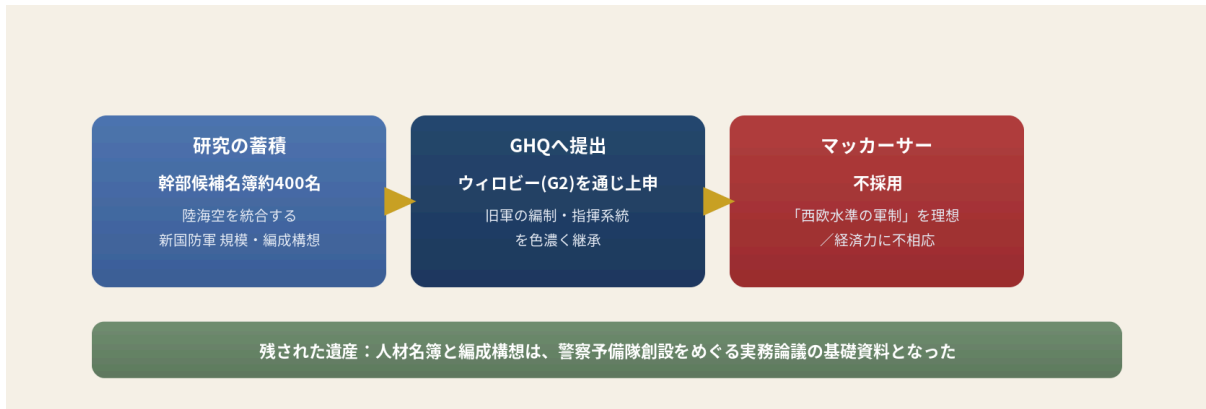 研究の蓄積
幹部候補名簿約400名
陸海空を統合する
新国防軍 規模・編成構想
GHQへ提出
ウィロビー(G2)を通じ上申
旧軍の編制・指揮系統
を色濃く継承
マッカーサー
不採用
「西欧水準の軍制」を理想
／経済力に不相応
残された遺産：人材名簿と編成構想は、警察予備隊創設をめぐる実務論議の基礎資料となった